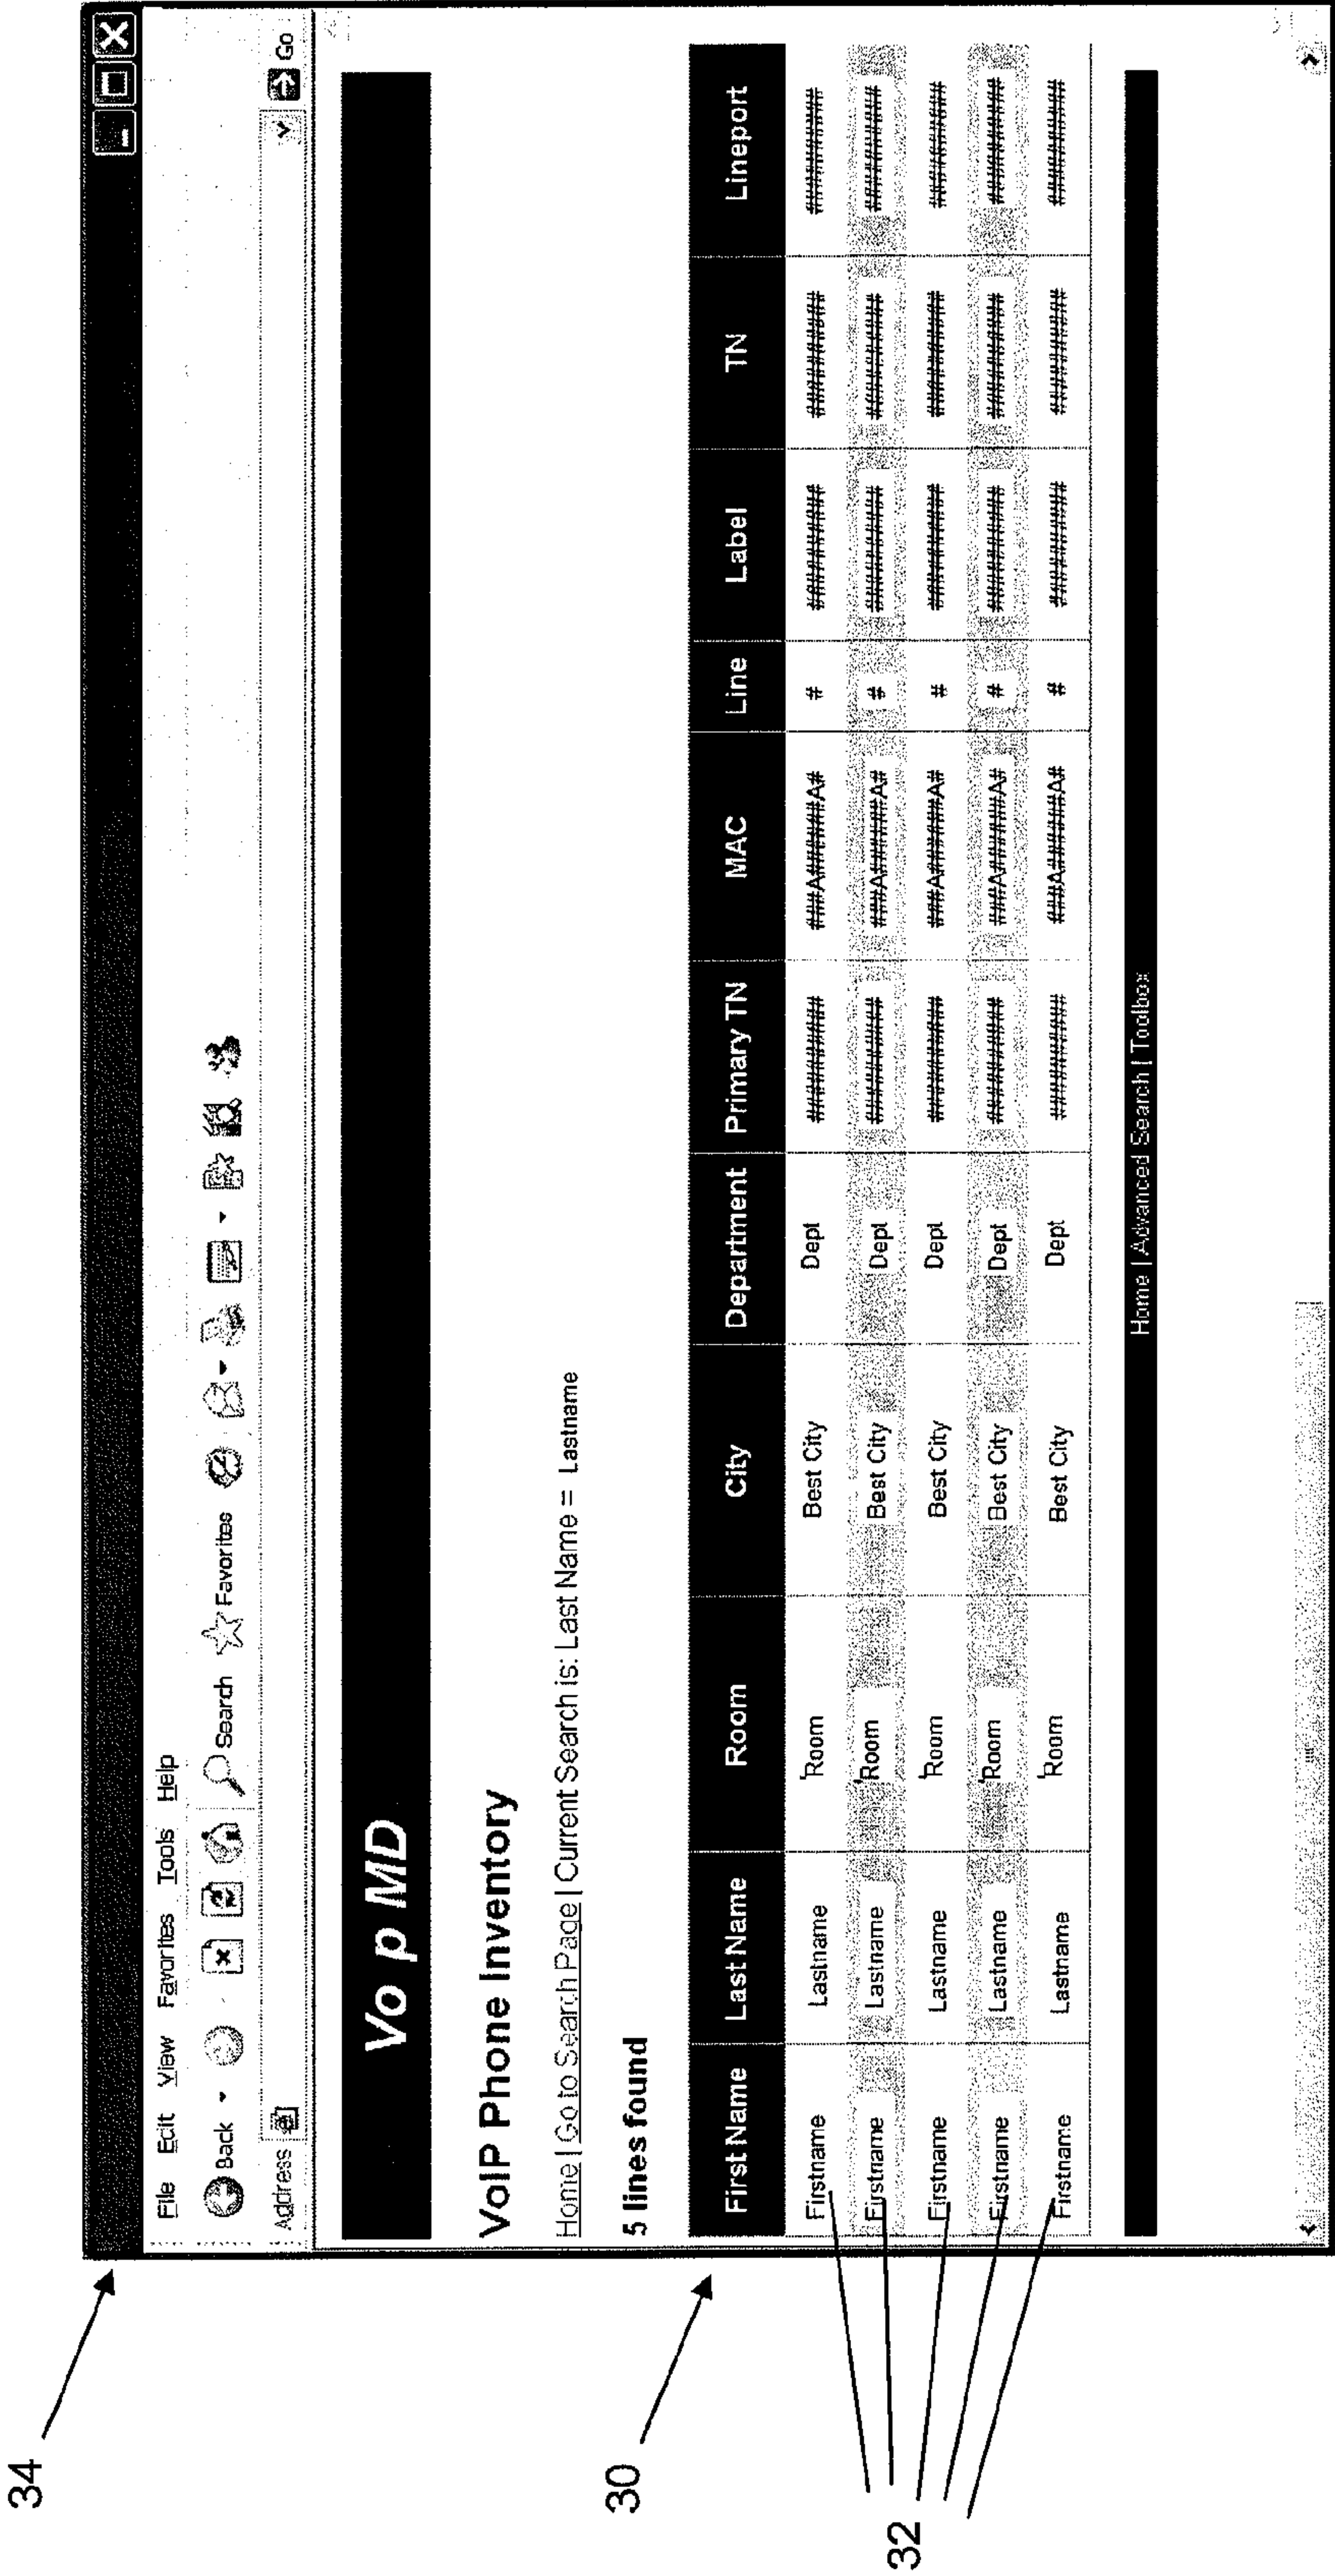 34
File Edit View Favorites Tools Help
Back Search Favorites
Address Go
Vo p MD
VoIP Phone Inventory
Home | Go to Search Page | Current Search is: Last Name = Lastname
5 lines found
30
First Name Last Name Room City Department Primary TN MAC Line Label TN Lineport
Firstname Lastname 'Room Best City Dept ########## ###A######A# # ########## ########## ##########
Firstname Lastname 'Room Best City Dept ########## ###A######A# # ########## ########## ##########
Firstname Lastname 'Room Best City Dept ########## ###A######A# # ########## ########## ##########
Firstname Lastname 'Room Best City Dept ########## ###A######A# # ########## ########## ##########
Firstname Lastname 'Room Best City Dept ########## ###A######A# # ########## ########## ##########
32
Home | Advanced Search | Toolbox